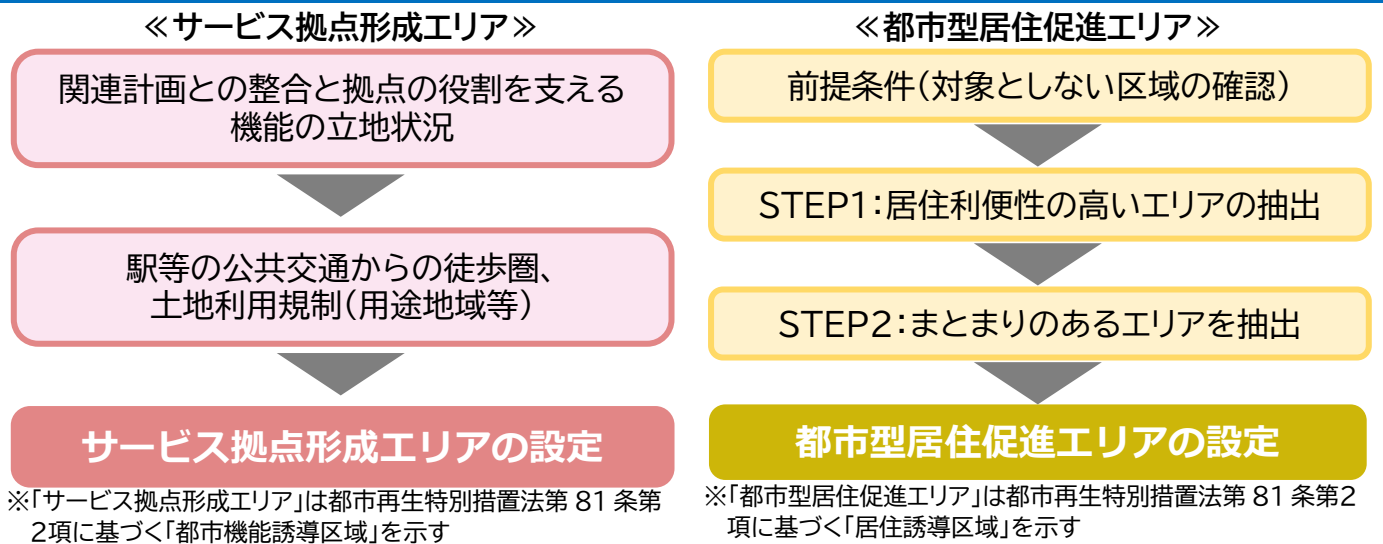 ≪サービス拠点形成エリア≫
関連計画との整合と拠点の役割を支える
機能の立地状況
駅等の公共交通からの徒歩圏、
土地利用規制(用途地域等)
サービス拠点形成エリアの設定
※「サービス拠点形成エリア」は都市再生特別措置法第 81 条第
2項に基づく「都市機能誘導区域」を示す
≪都市型居住促進エリア≫
前提条件(対象としない区域の確認)
STEP1:居住利便性の高いエリアの抽出
STEP2:まとまりのあるエリアを抽出
都市型居住促進エリアの設定
※「都市型居住促進エリア」は都市再生特別措置法第 81 条第2
項に基づく「居住誘導区域」を示す